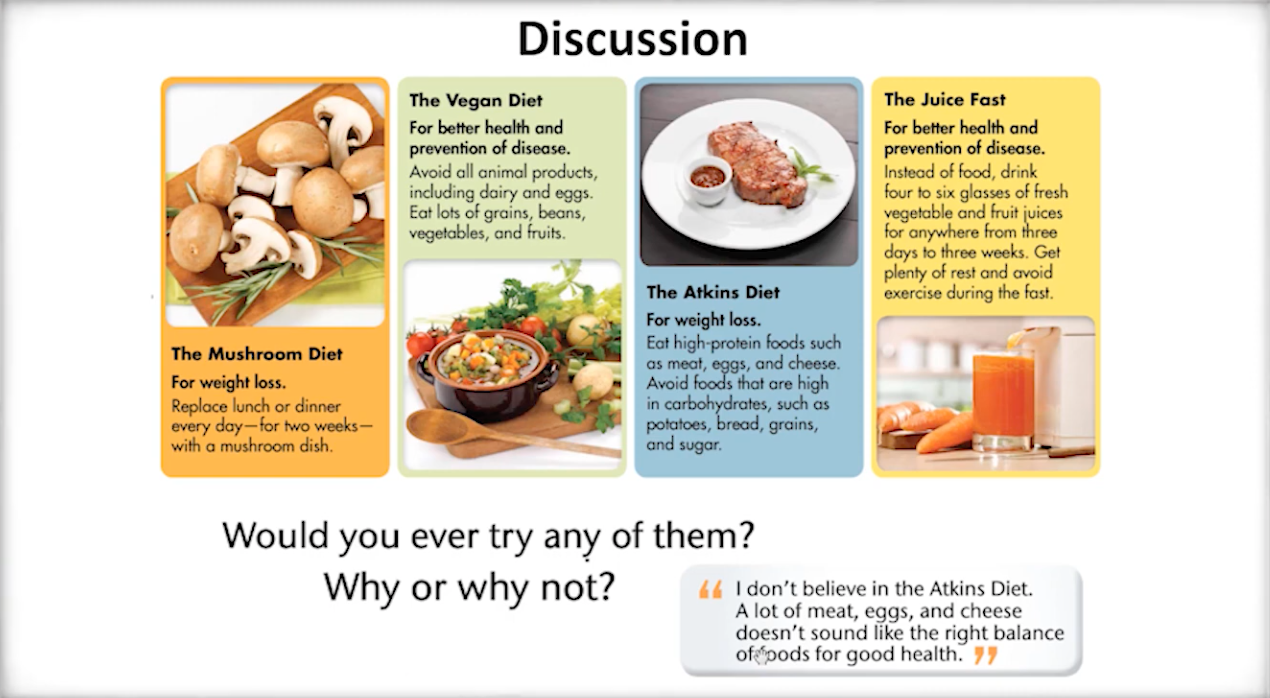 Discussion
The Mushroom Diet
For weight loss.
Replace lunch or dinner
every day—for two weeks—
with a mushroom dish.
The Vegan Diet
For better health and
prevention of disease.
Avoid all animal products,
including dairy and eggs.
Eat lots of grains, beans,
vegetables, and fruits.
The Atkins Diet
For weight loss.
Eat high-protein foods such
as meat, eggs, and cheese.
Avoid foods that are high
in carbohydrates, such as
potatoes, bread, grains,
and sugar.
The Juice Fast
For better health and
prevention of disease.
Instead of food, drink
four to six glasses of fresh
vegetable and fruit juices
for anywhere from three
days to three weeks. Get
plenty of rest and avoid
exercise during the fast.
Would you ever try any of them?
Why or why not?
“ I don’t believe in the Atkins Diet.
A lot of meat, eggs, and cheese
doesn’t sound like the right balance
of foods for good health. ”